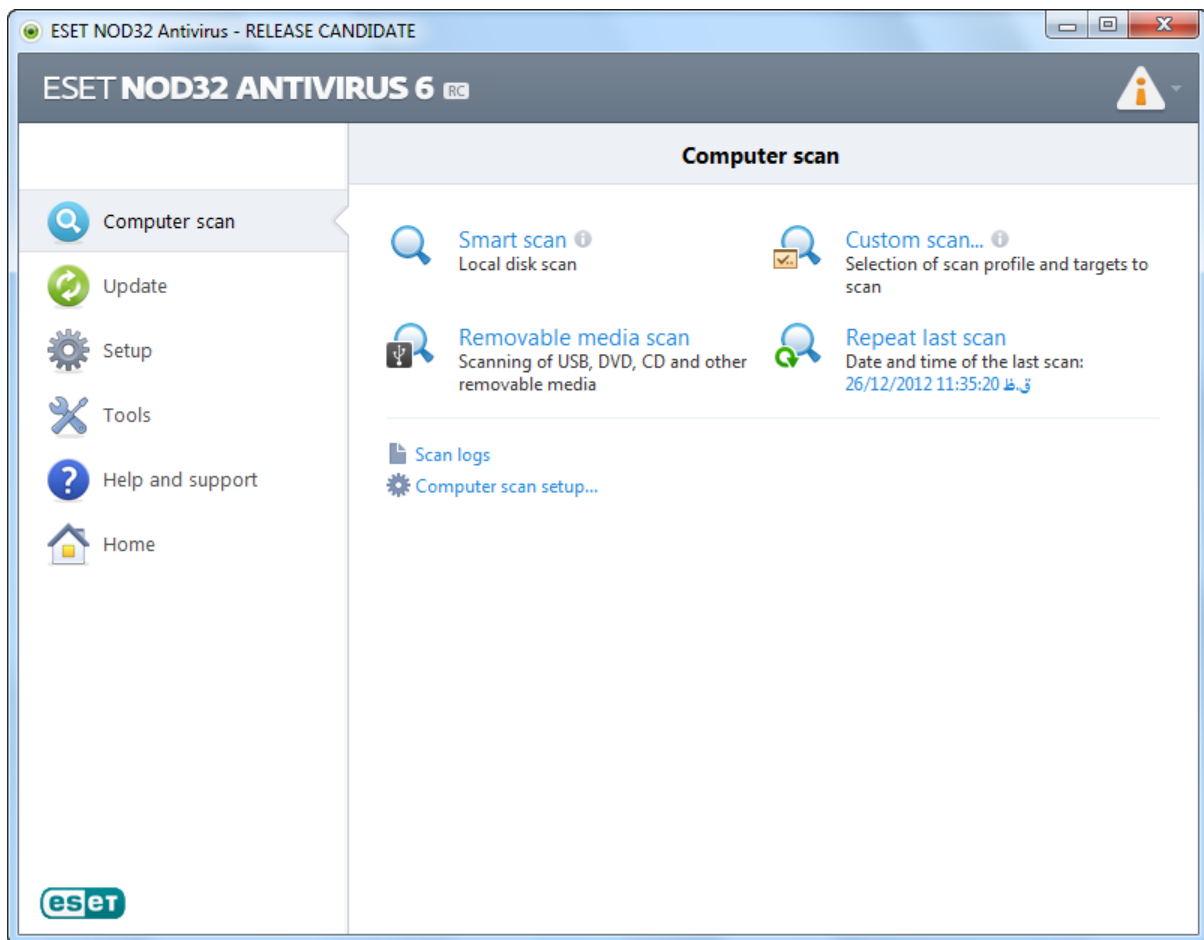 ESET NOD32 Antivirus - RELEASE CANDIDATE
ESET NOD32 ANTIVIRUS 6 RC
Computer scan
Computer scan
Update
Setup
Tools
Help and support
Home
Smart scan
Local disk scan
Custom scan...
Selection of scan profile and targets to
scan
Removable media scan
Scanning of USB, DVD, CD and other
removable media
Repeat last scan
Date and time of the last scan:
26/12/2012 11:35:20 ق.ظ
Scan logs
Computer scan setup...
eset